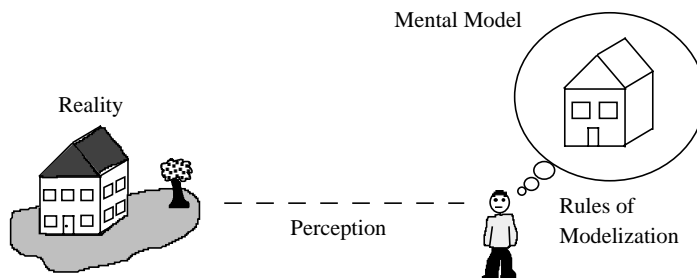 Mental Model
Reality
Perception
Rules of
Modelization